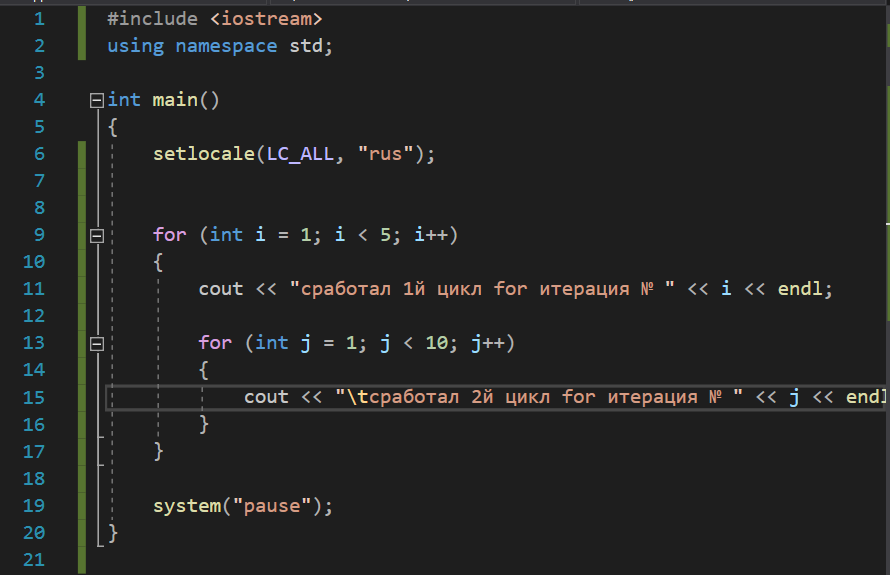 1 #include <iostream>
2 using namespace std;
3
4 int main()
5 {
6 setlocale(LC_ALL, "rus");
7
8
9 for (int i = 1; i < 5; i++)
10 {
11 cout << "сработал 1й цикл for итерация № " << i << endl;
12
13 for (int j = 1; j < 10; j++)
14 {
15 cout << "\tсработал 2й цикл for итерация № " << j << endl
16 }
17 }
18
19 system("pause");
20 }
21